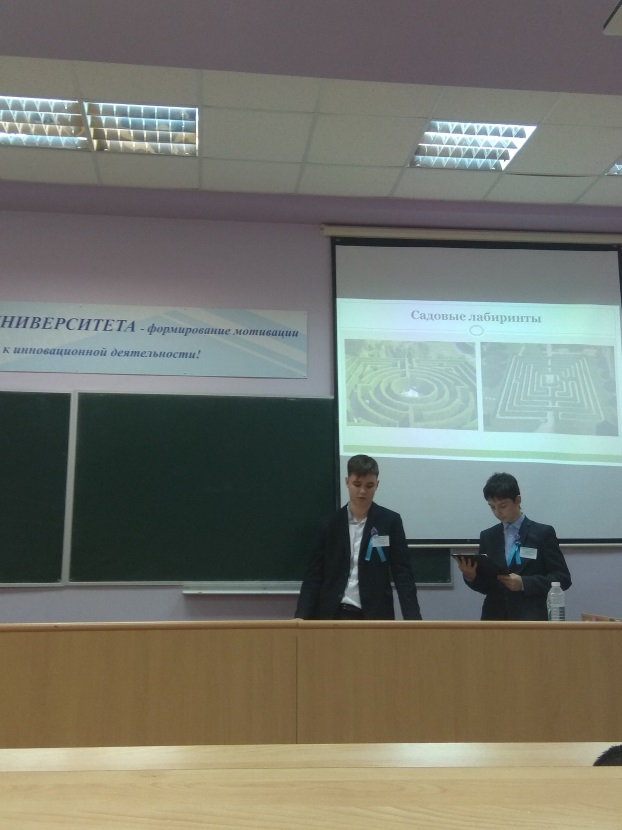 НИВЕРСИТЕТА - формирование мотивации
к инновационной деятельности!
Садовые лабиринты